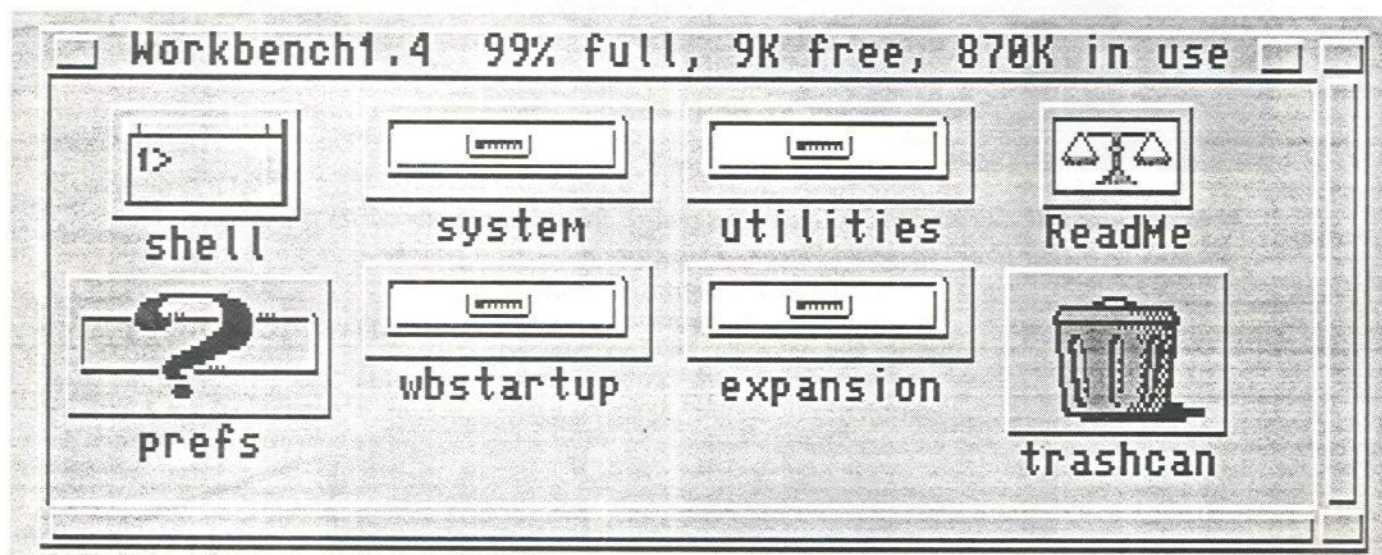 Workbench1.4 99% full, 9K free, 870K in use
1>
shell
system
utilities
ReadMe
prefs
wbstartup
expansion
trashcan